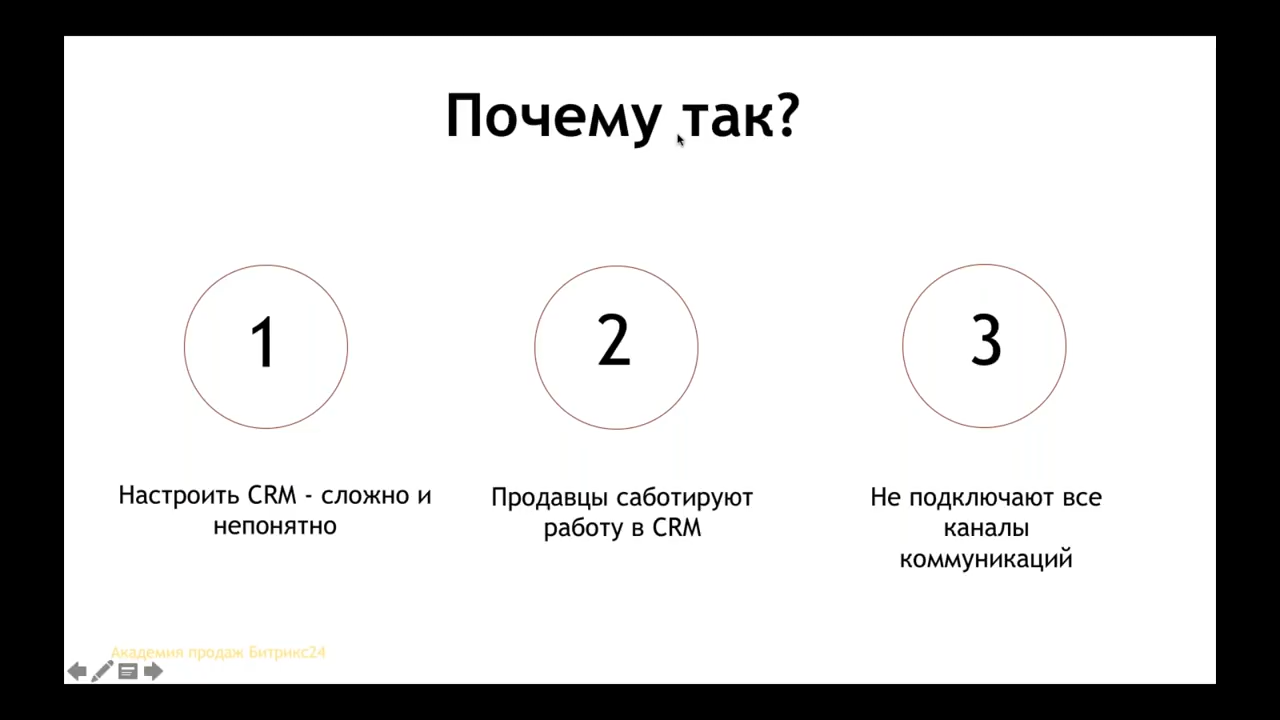 Почему так?
1
2
3
Настроить CRM - сложно и
непонятно
Продавцы саботируют
работу в CRM
Не подключают все
каналы
коммуникаций
Академия продаж Битрикс24